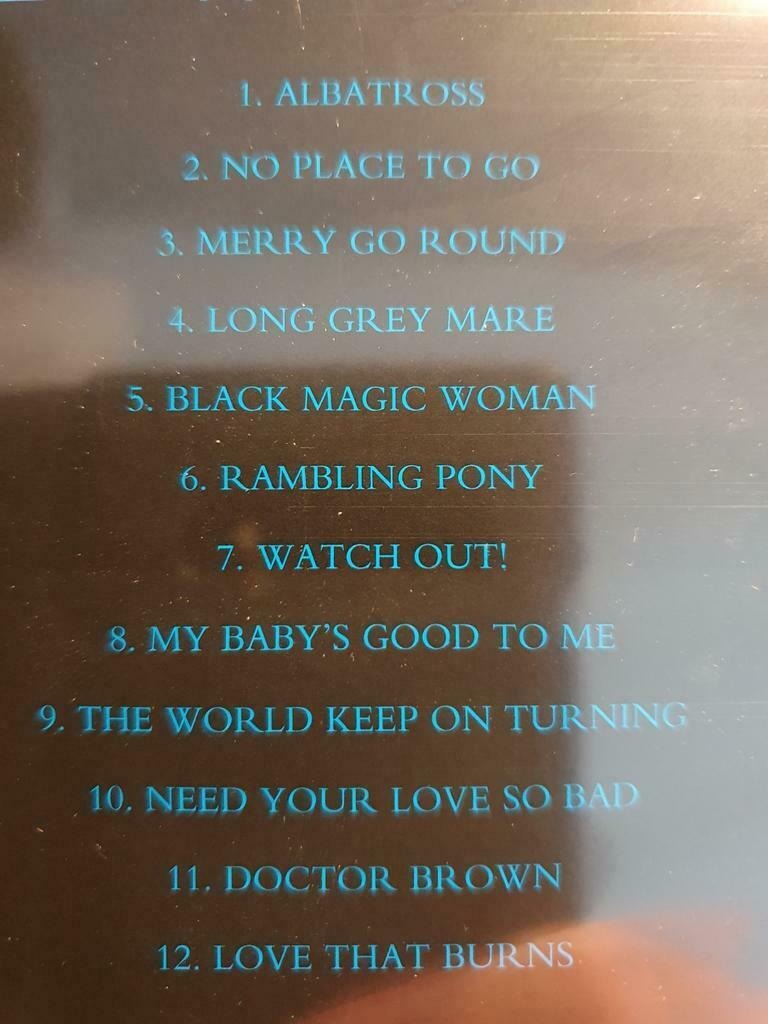 1. ALBATROSS
2. NO PLACE TO GO
3. MERRY GO ROUND
4. LONG GREY MARE
5. BLACK MAGIC WOMAN
6. RAMBLING PONY
7. WATCH OUT!
8. MY BABY'S GOOD TO ME
9. THE WORLD KEEP ON TURNING
10. NEED YOUR LOVE SO BAD
11. DOCTOR BROWN
12. LOVE THAT BURNS